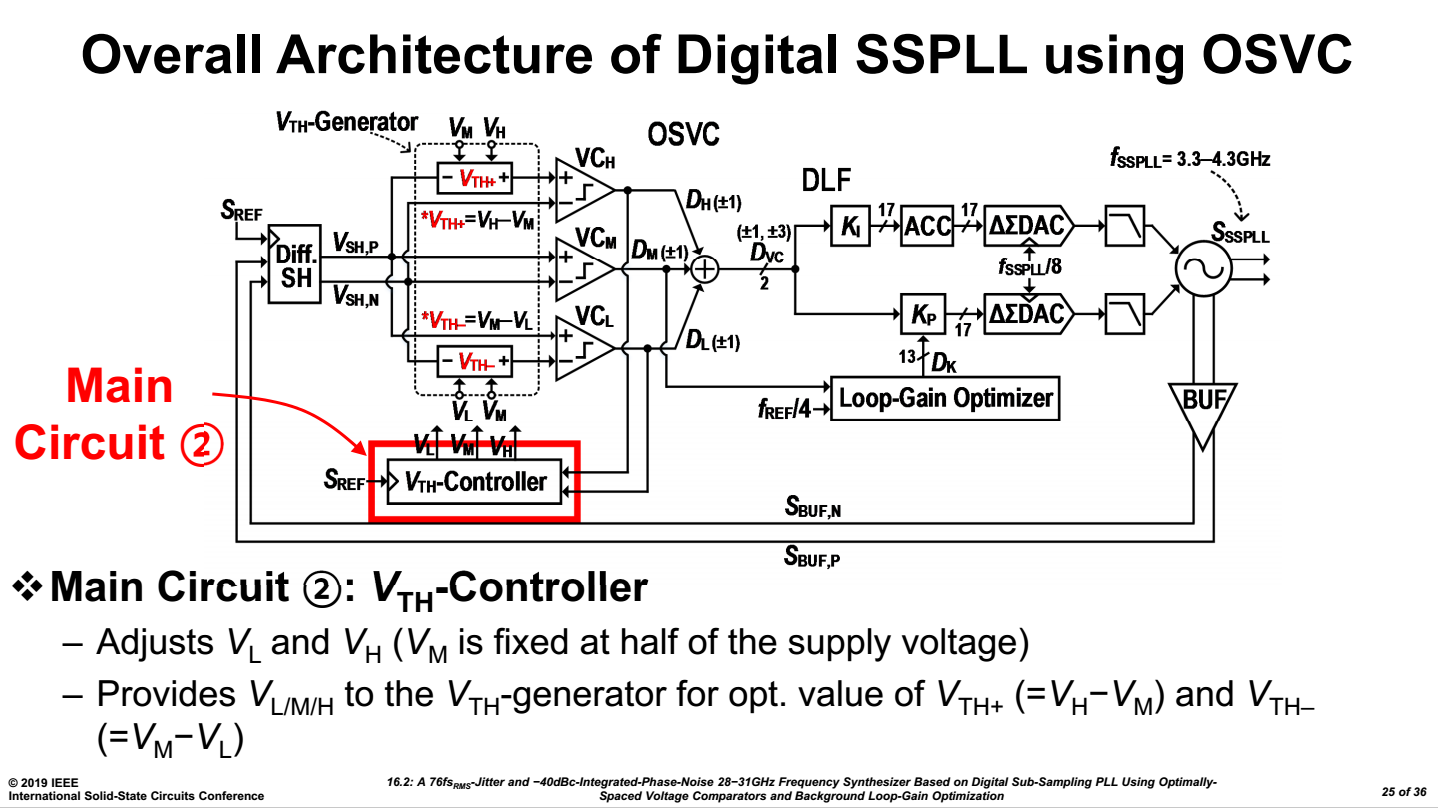 Overall Architecture of Digital SSPLL using OSVC
VTH-Generator
VM VH
OSVC
VCH
− VTH+ +
*VTH+=VH−VM
DH(±1)
DLF
fSSPLL= 3.3–4.3GHz
SREF
Diff.
SH
VSH,P
VSH,N
VCM
DM(±1)
(±1, ±3)
DVC
2
KI
17
ACC
17
ΔΣDAC
fSSPLL/8
SSSPLL
*VTH–=VM−VL
VCL
DL(±1)
− VTH– +
KP
17
ΔΣDAC
13
DK
VL VM
Loop-Gain Optimizer
fREF/4
BUF
Main
Circuit ②
VL VM VH
SREF
VTH-Controller
SBUF,N
SBUF,P
❖ Main Circuit ②: VTH-Controller
– Adjusts VL and VH (VM is fixed at half of the supply voltage)
– Provides VL/M/H to the VTH-generator for opt. value of VTH+ (=VH−VM) and VTH–
(=VM−VL)
© 2019 IEEE
International Solid-State Circuits Conference
16.2: A 76fsRMS-Jitter and −40dBc-Integrated-Phase-Noise 28−31GHz Frequency Synthesizer Based on Digital Sub-Sampling PLL Using Optimally-
Spaced Voltage Comparators and Background Loop-Gain Optimization
25 of 36